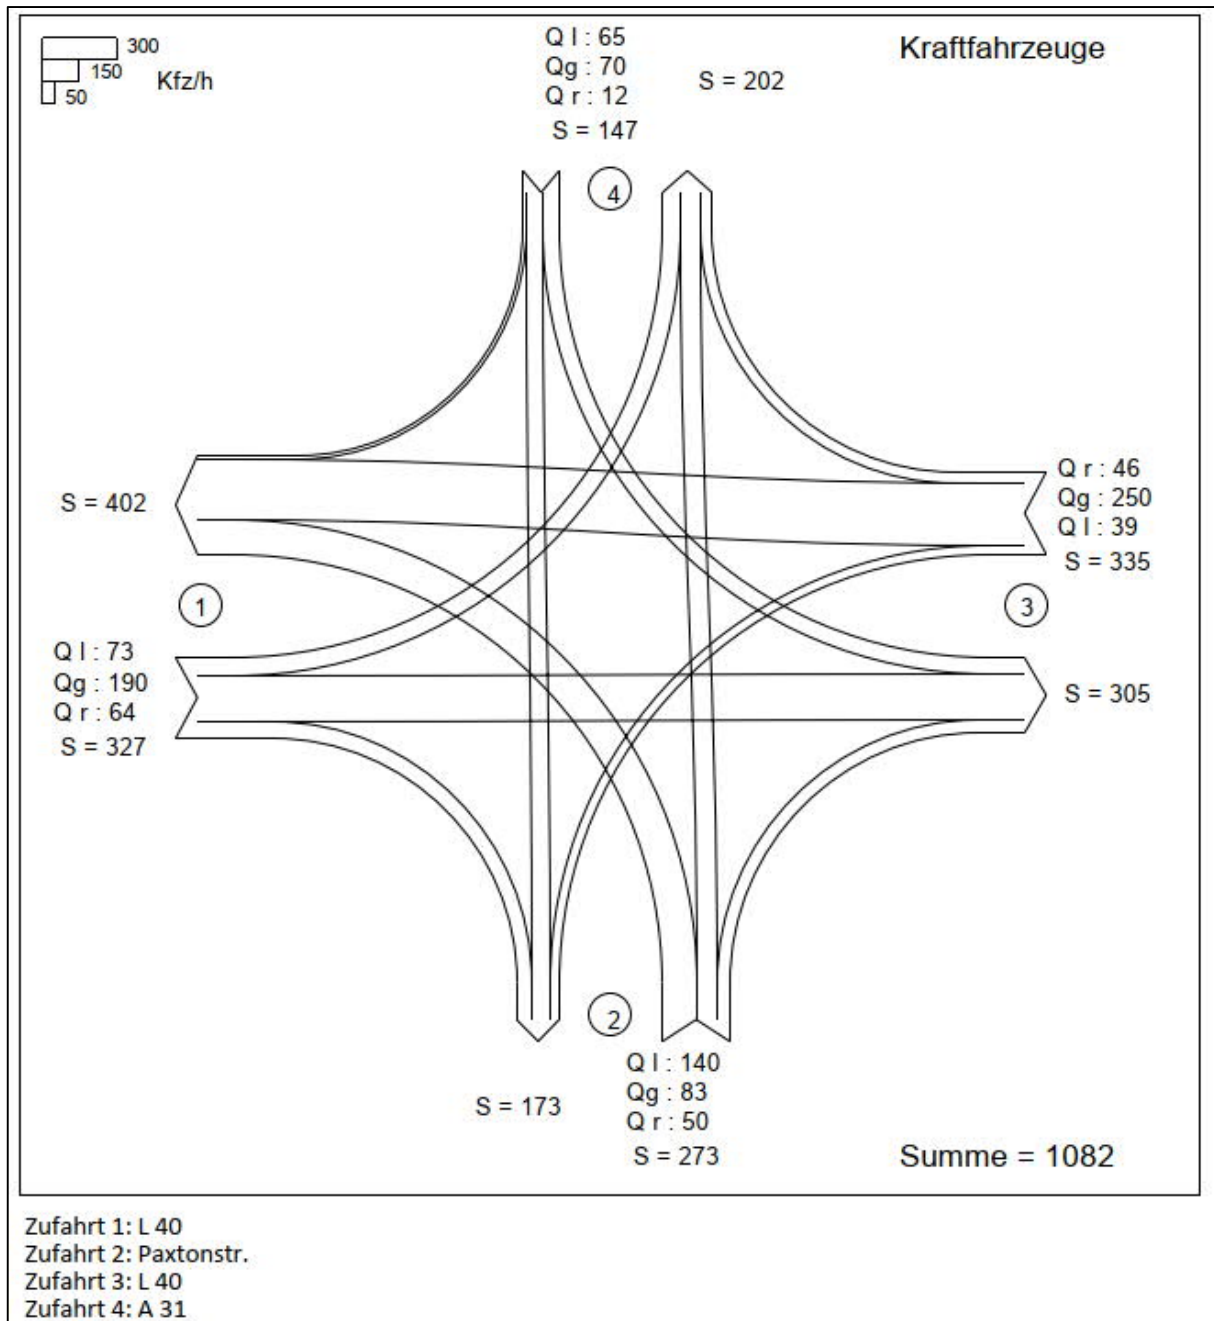 300
150
50
Kfz/h
Q l : 65
Qg : 70
Q r : 12
S = 147
S = 202
Kraftfahrzeuge
4
S = 402
Q r : 46
Qg : 250
Q l : 39
S = 335
1
3
Q l : 73
Qg : 190
Q r : 64
S = 327
S = 305
2
Q l : 140
Qg : 83
Q r : 50
S = 273
S = 173
Summe = 1082
Zufahrt 1: L 40
Zufahrt 2: Paxtonstr.
Zufahrt 3: L 40
Zufahrt 4: A 31